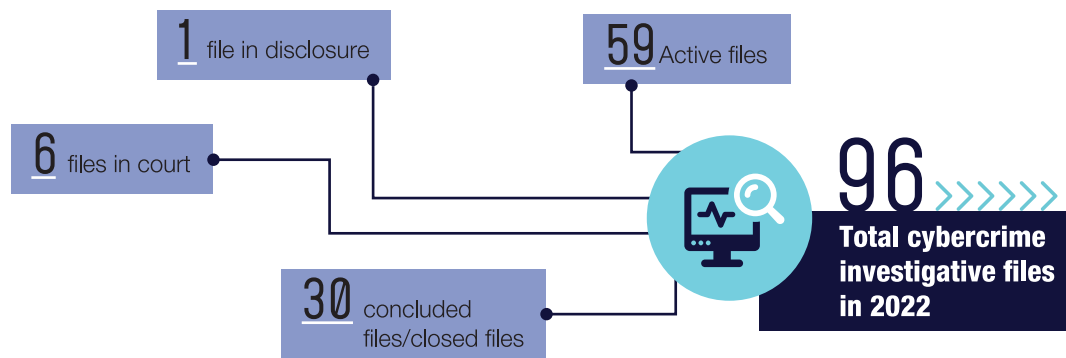 1 file in disclosure
59 Active files
6 files in court
96
Total cybercrime
investigative files
in 2022
30 concluded
files/closed files